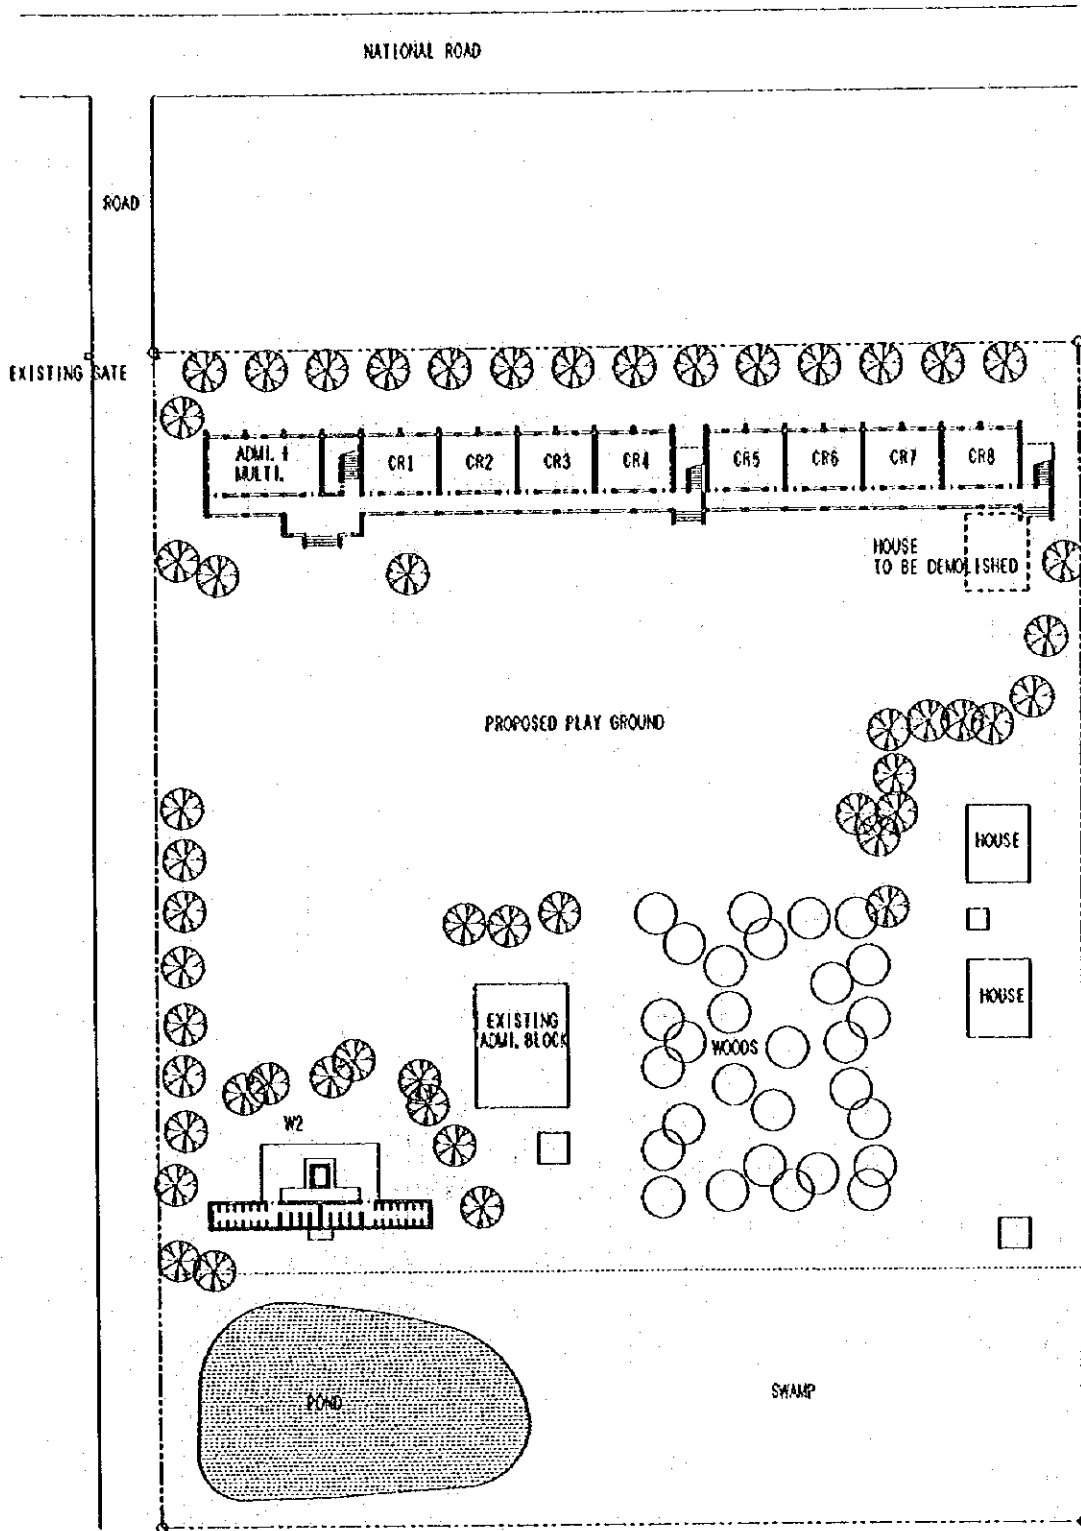 NATIONAL ROAD
ROAD
EXISTING GATE
ADMI. +
MULTI.
CR1
CR2
CR3
CR4
CR5
CR6
CR7
CR8
HOUSE
TO BE DEMOLISHED
PROPOSED PLAY GROUND
HOUSE
HOUSE
EXISTING
ADMI. BLOCK
WOODS
W2
POND
SWAMP